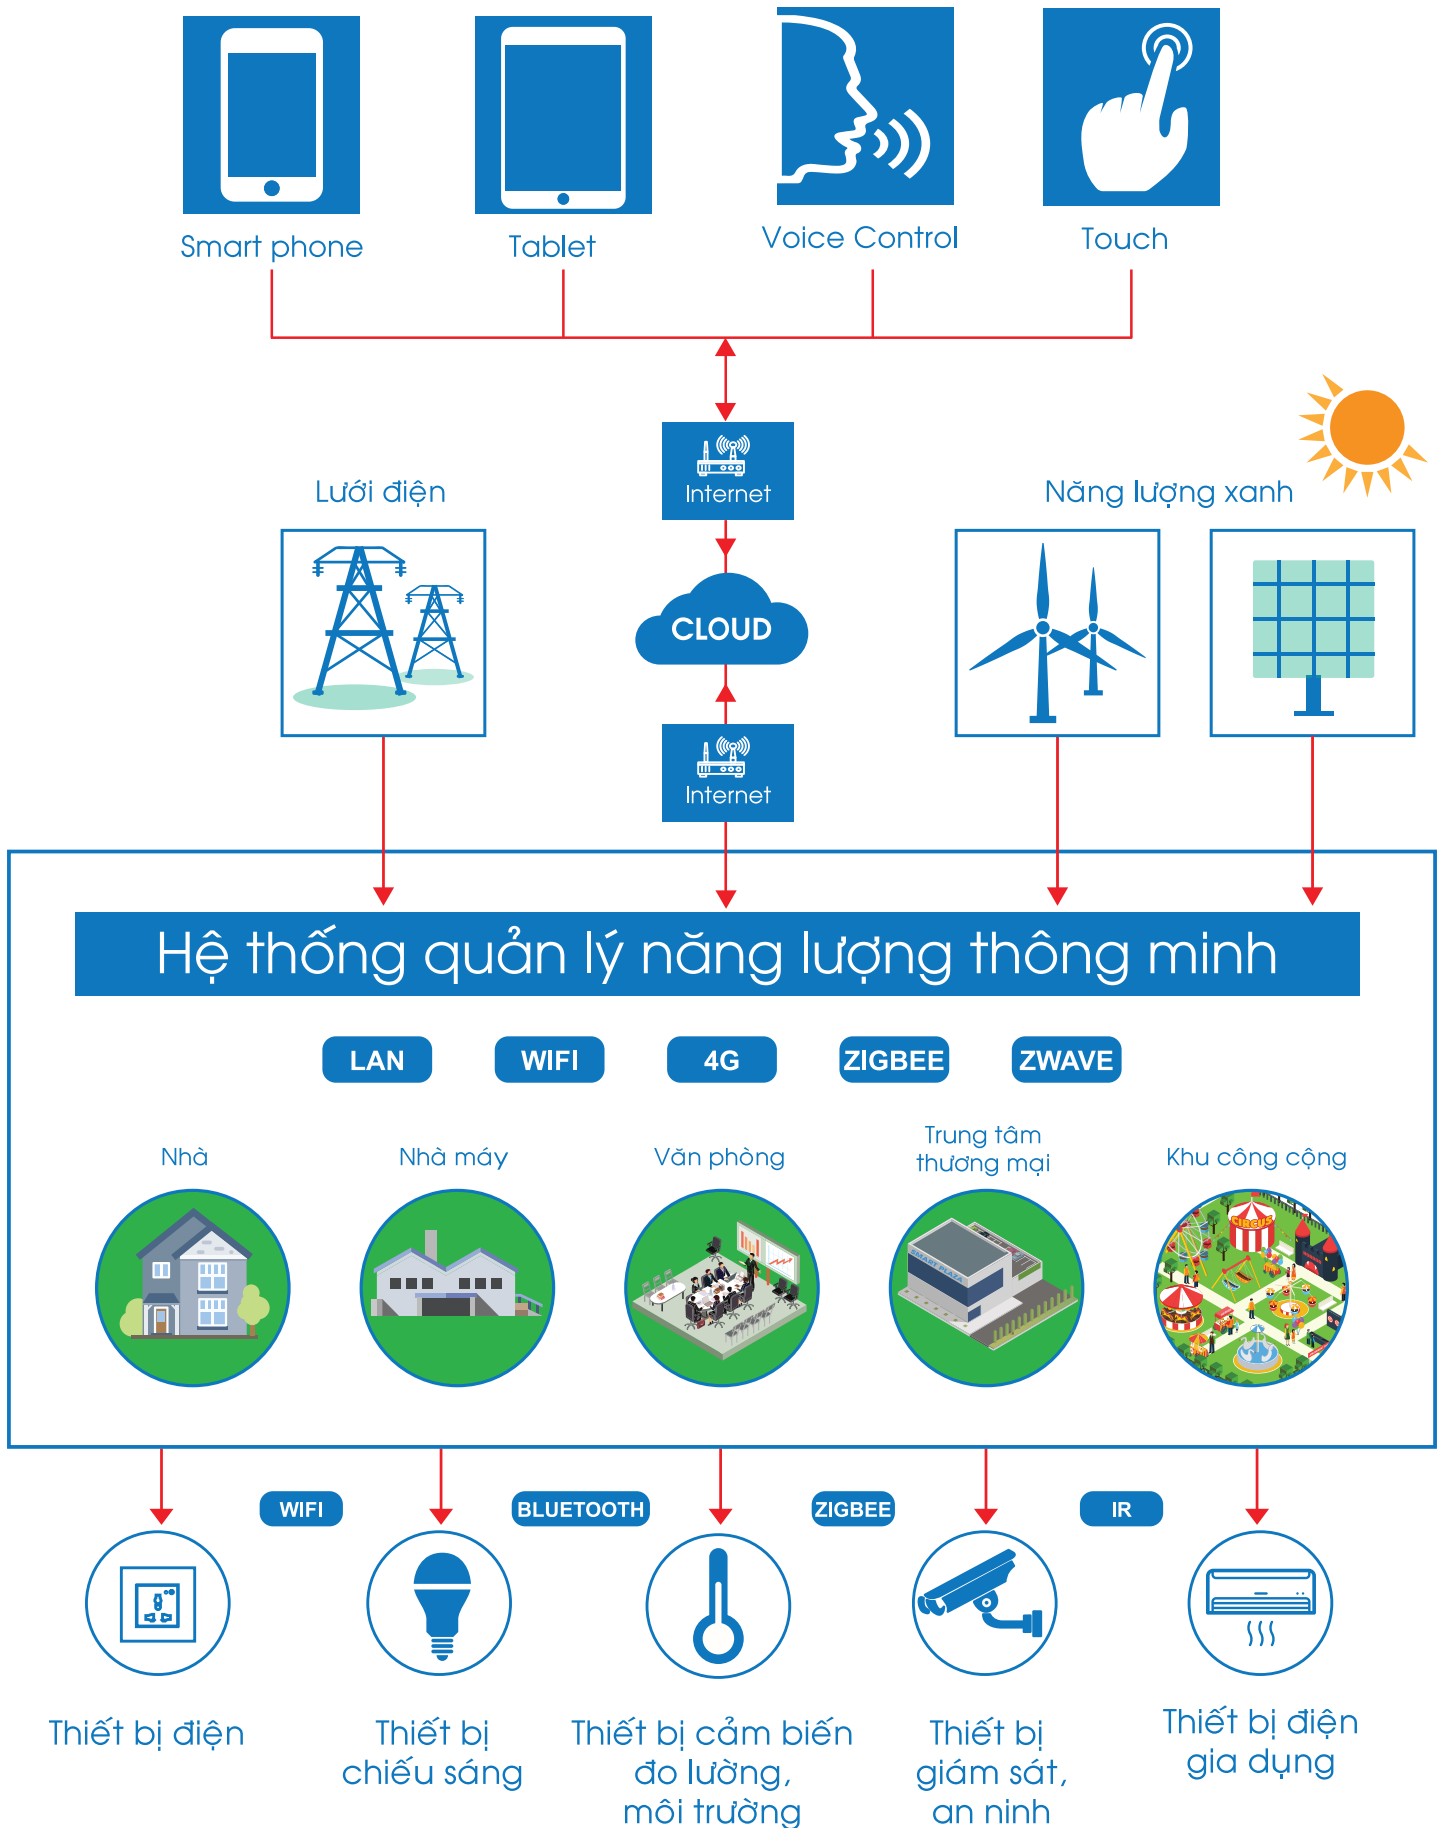 Smart phone
Tablet
Voice Control
Touch
Internet
Lưới điện
Năng lượng xanh
CLOUD
Internet
Hệ thống quản lý năng lượng thông minh
LAN
WIFI
4G
ZIGBEE
ZWAVE
Nhà
Nhà máy
Văn phòng
Trung tâm
thương mại
Khu công cộng
CIRCUS
SMART PLAZA
WIFI
BLUETOOTH
ZIGBEE
IR
Thiết bị điện
Thiết bị
chiếu sáng
Thiết bị cảm biến
đo lường,
môi trường
Thiết bị
giám sát,
an ninh
Thiết bị điện
gia dụng